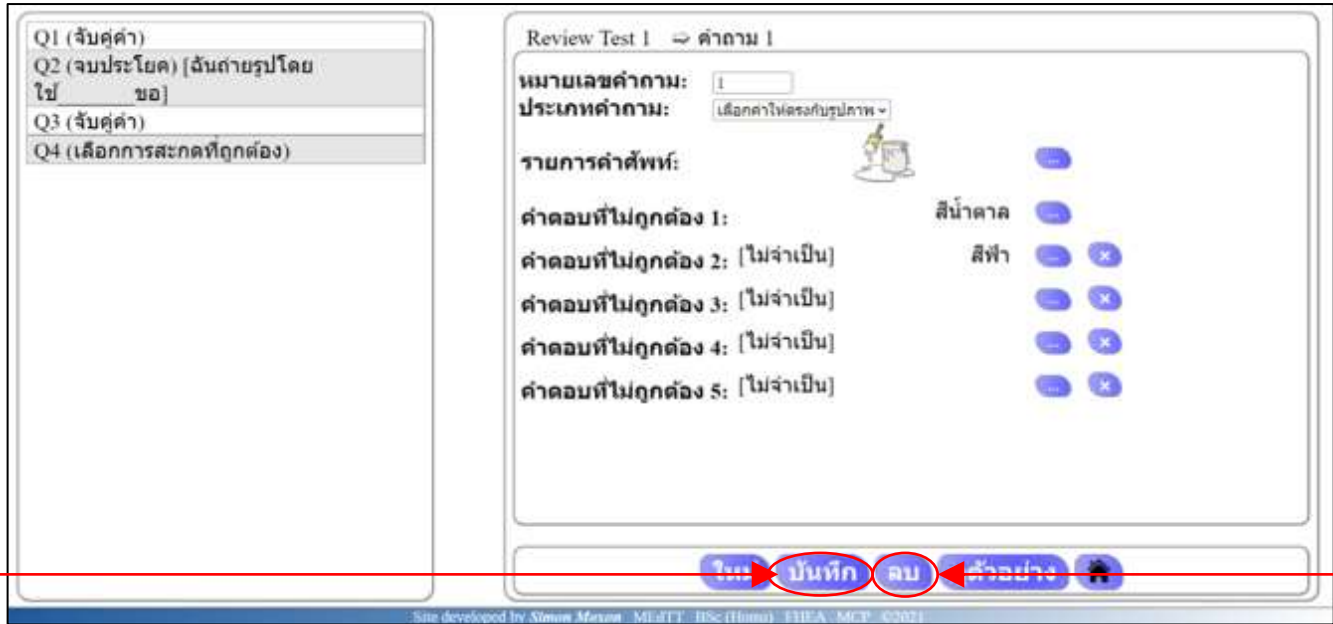 Q1 (จับคู่คำ)
Q2 (จบประโยค) [ฉันถ่ายรูปโดย
ใช้______ขอ]
Q3 (จับคู่คำ)
Q4 (เลือกการสะกดที่ถูกต้อง)
Review Test 1 ⇨ คำถาม 1
หมายเลขคำถาม: 1
ประเภทคำถาม: เลือกคำให้ตรงกับรูปภาพ
รายการคำศัพท์: ...
คำตอบที่ไม่ถูกต้อง 1: สีน้ำตาล ...
คำตอบที่ไม่ถูกต้อง 2: [ไม่จำเป็น] สีฟ้า ... ×
คำตอบที่ไม่ถูกต้อง 3: [ไม่จำเป็น] ... ×
คำตอบที่ไม่ถูกต้อง 4: [ไม่จำเป็น] ... ×
คำตอบที่ไม่ถูกต้อง 5: [ไม่จำเป็น] ... ×
บันทึก ลบ ตัวอย่าง
Site developed by Simon Moxon MEdTT BSc (Hons) FHEA MCP ©2021